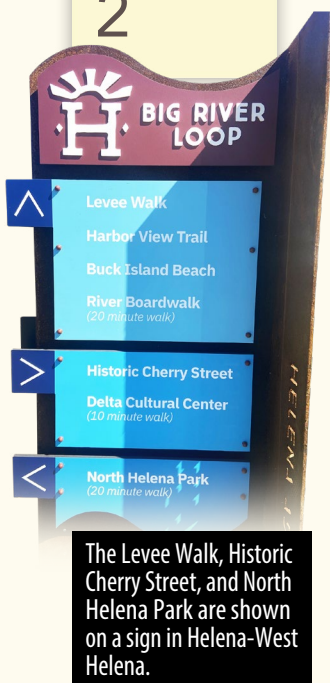 2
H
BIG RIVER
LOOP
Levee Walk
Harbor View Trail
Buck Island Beach
River Boardwalk
(20 minute walk)
Historic Cherry Street
Delta Cultural Center
(10 minute walk)
North Helena Park
(20 minute walk)
HELENA
The Levee Walk, Historic
Cherry Street, and North
Helena Park are shown
on a sign in Helena-West
Helena.